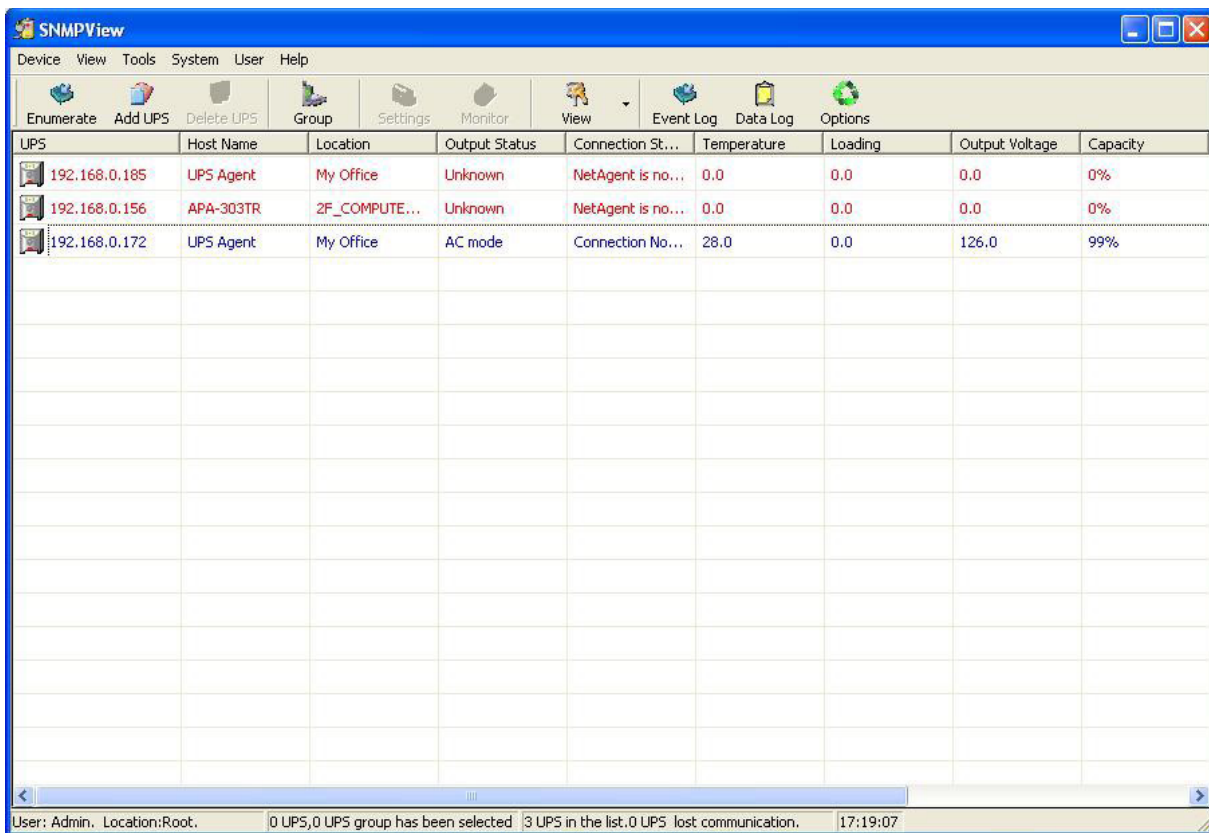 SNMPView
Device View Tools System User Help
Enumerate Add UPS Delete UPS Group Settings Monitor View Event Log Data Log Options
UPS Host Name Location Output Status Connection St... Temperature Loading Output Voltage Capacity
192.168.0.185 UPS Agent My Office Unknown NetAgent is no... 0.0 0.0 0.0 0%
192.168.0.156 APA-303TR 2F_COMPUTE... Unknown NetAgent is no... 0.0 0.0 0.0 0%
192.168.0.172 UPS Agent My Office AC mode Connection No... 28.0 0.0 126.0 99%
User: Admin. Location:Root. 0 UPS,0 UPS group has been selected 3 UPS in the list.0 UPS lost communication. 17:19:07